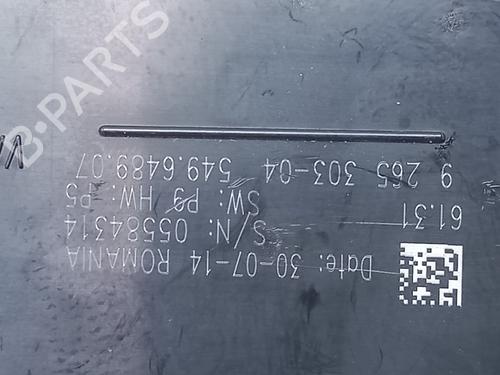 Date: 30-07-14 ROMANIA
S/N: 05584314
61.31 SW: P9 HW: P5
9 265 303-04 549.6489.07
B-PARTS